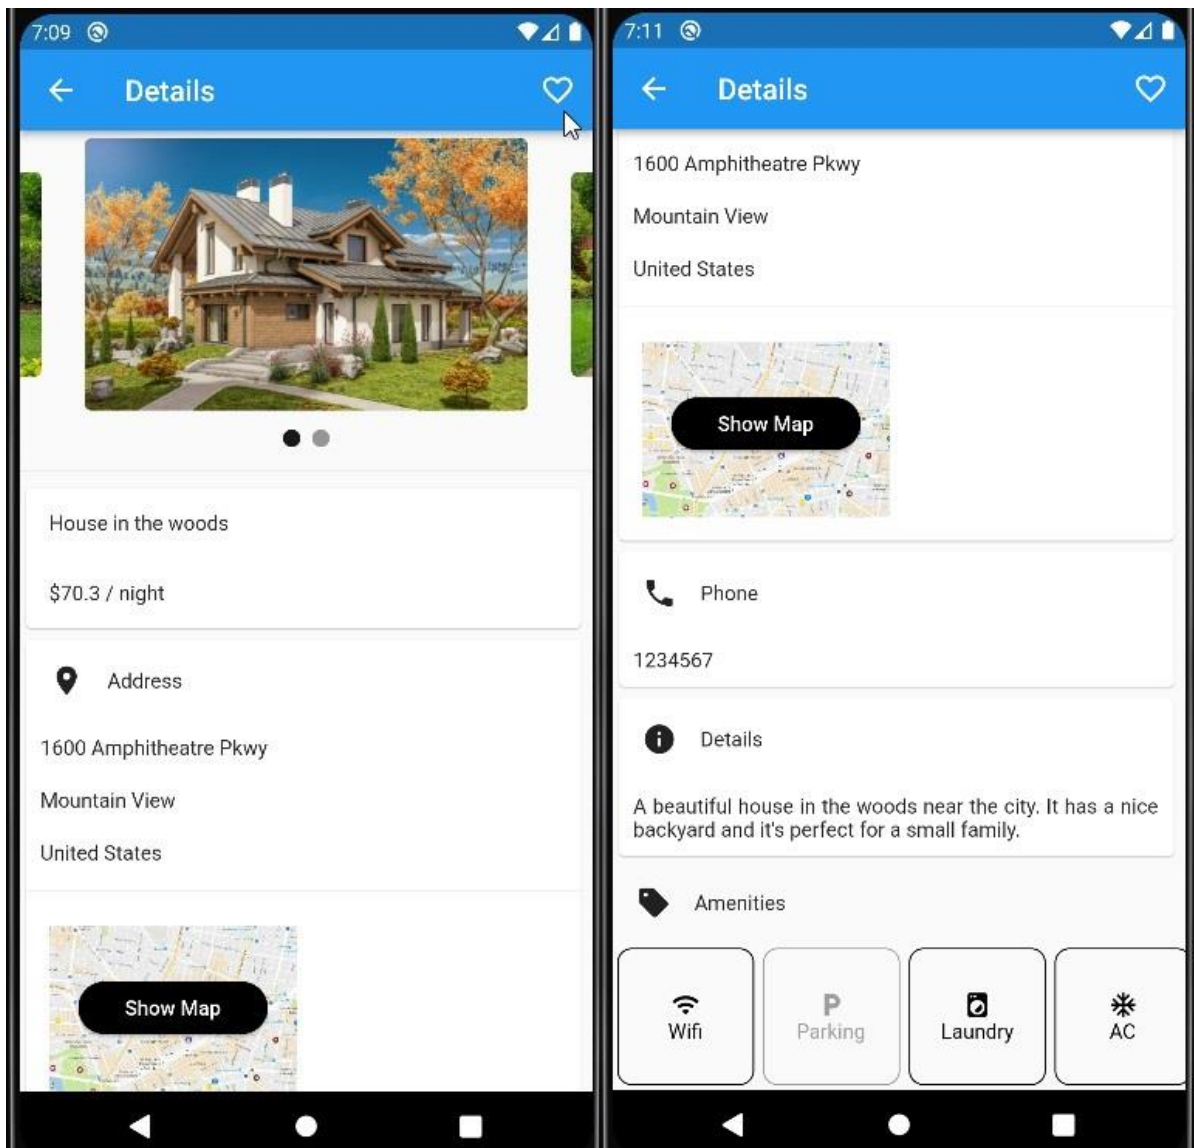 7:09
Details
House in the woods
$70.3 / night
Address
1600 Amphitheatre Pkwy
Mountain View
United States
Show Map
7:11
Details
1600 Amphitheatre Pkwy
Mountain View
United States
Show Map
Phone
1234567
Details
A beautiful house in the woods near the city. It has a nice
backyard and it's perfect for a small family.
Amenities
Wifi
P
Parking
Laundry
AC